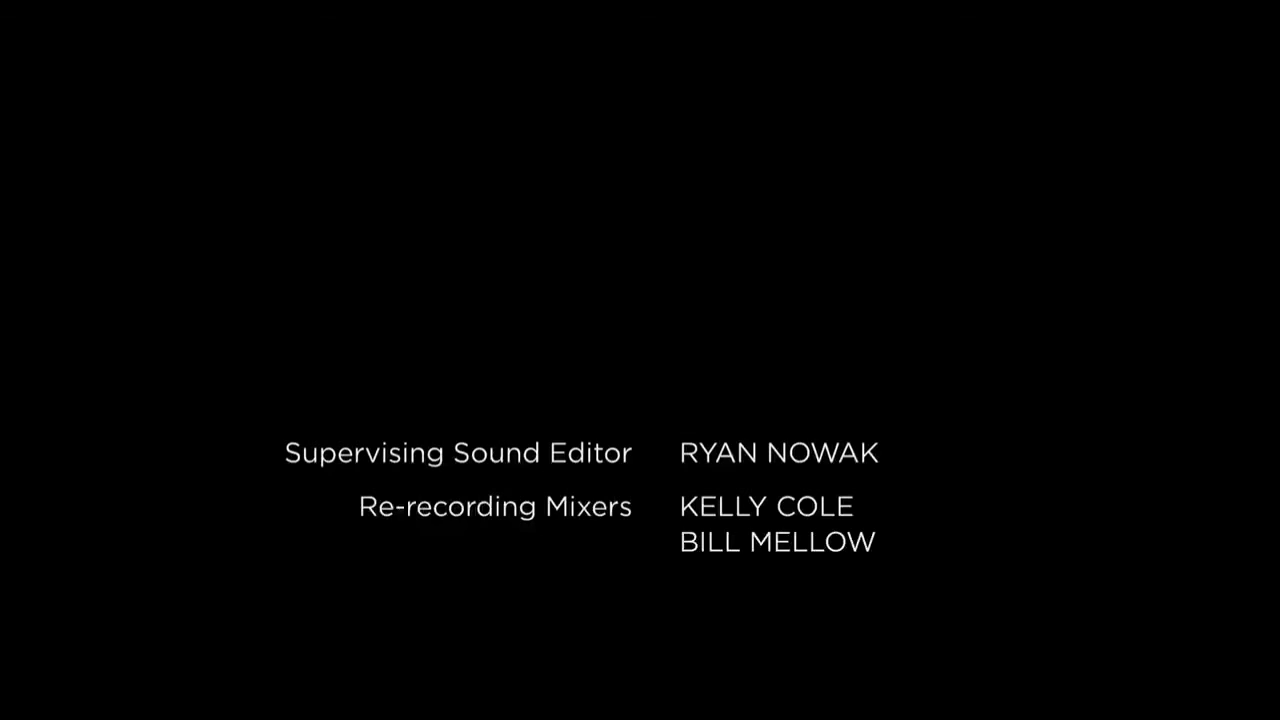 Supervising Sound Editor RYAN NOWAK
Re-recording Mixers KELLY COLE
BILL MELLOW